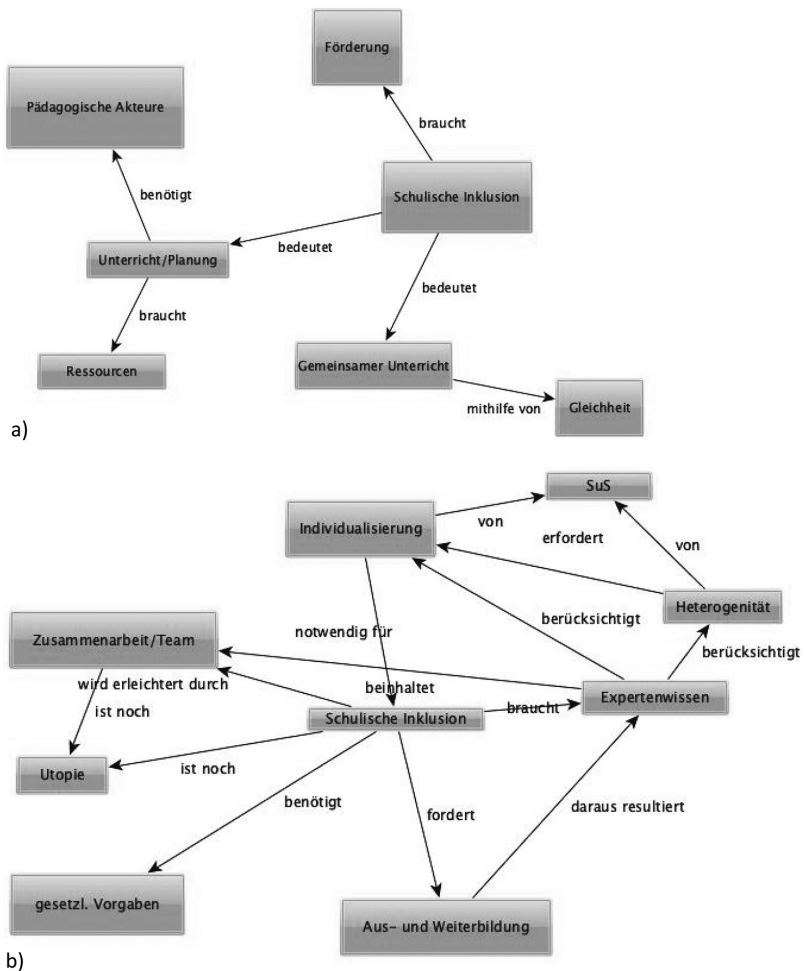 Förderung
Pädagogische Akteure
braucht
benötigt
Schulische Inklusion
bedeutet
Unterricht/Planung
bedeutet
braucht
Gemeinsamer Unterricht
Ressourcen
mithilfe von
Gleichheit
a)
SuS
Individualisierung
von
erfordert
von
Heterogenität
berücksichtigt
notwendig für
Zusammenarbeit/Team
berücksichtigt
wird erleichtert durch
beinhaltet
Expertenwissen
ist noch
braucht
Schulische Inklusion
Utopie
ist noch
benötigt
fordert
daraus resultiert
gesetzl. Vorgaben
Aus- und Weiterbildung
b)